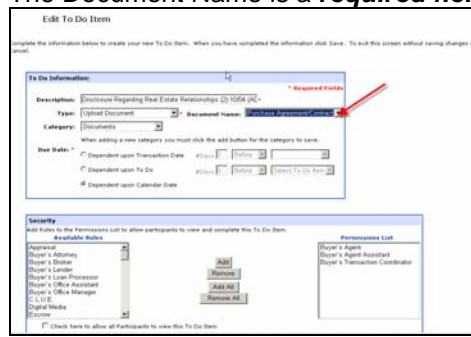 The Document Name is a required
Edit To Do Item
Complete the information below to create your new To Do Item. When you have completed the information click Save. To exit this screen without saving changes
cancel.
To Do Information:
* Required Fields
Description: Disclosure Regarding Real Estate Relationships (2) 10/04 (AD *
Type: Upload Document * Document Name: Purchase Agreement/Contract
Category: Documents
When adding a new category you must click the add button for the category to save.
Due Date: * Dependent upon Transaction Date #Days Before
Dependent upon To Do #Days Before Select To Do Item
Dependent upon Calendar Date
Security
Add Roles to the Permissions List to allow participants to view and complete this To Do Item.
Available Roles Permissions List
Appraisal
Buyer's Attorney
Buyer's Broker
Buyer's Lender
Buyer's Loan Processor
Buyer's Office Assistant
Buyer's Office Manager
C.L.U.E.
Digital Media
Escrow
Add
Remove
Add All
Remove All
Buyer's Agent
Buyer's Agent Assistant
Buyer's Transaction Coordinator
Check here to allow all Participants to view this To Do Item